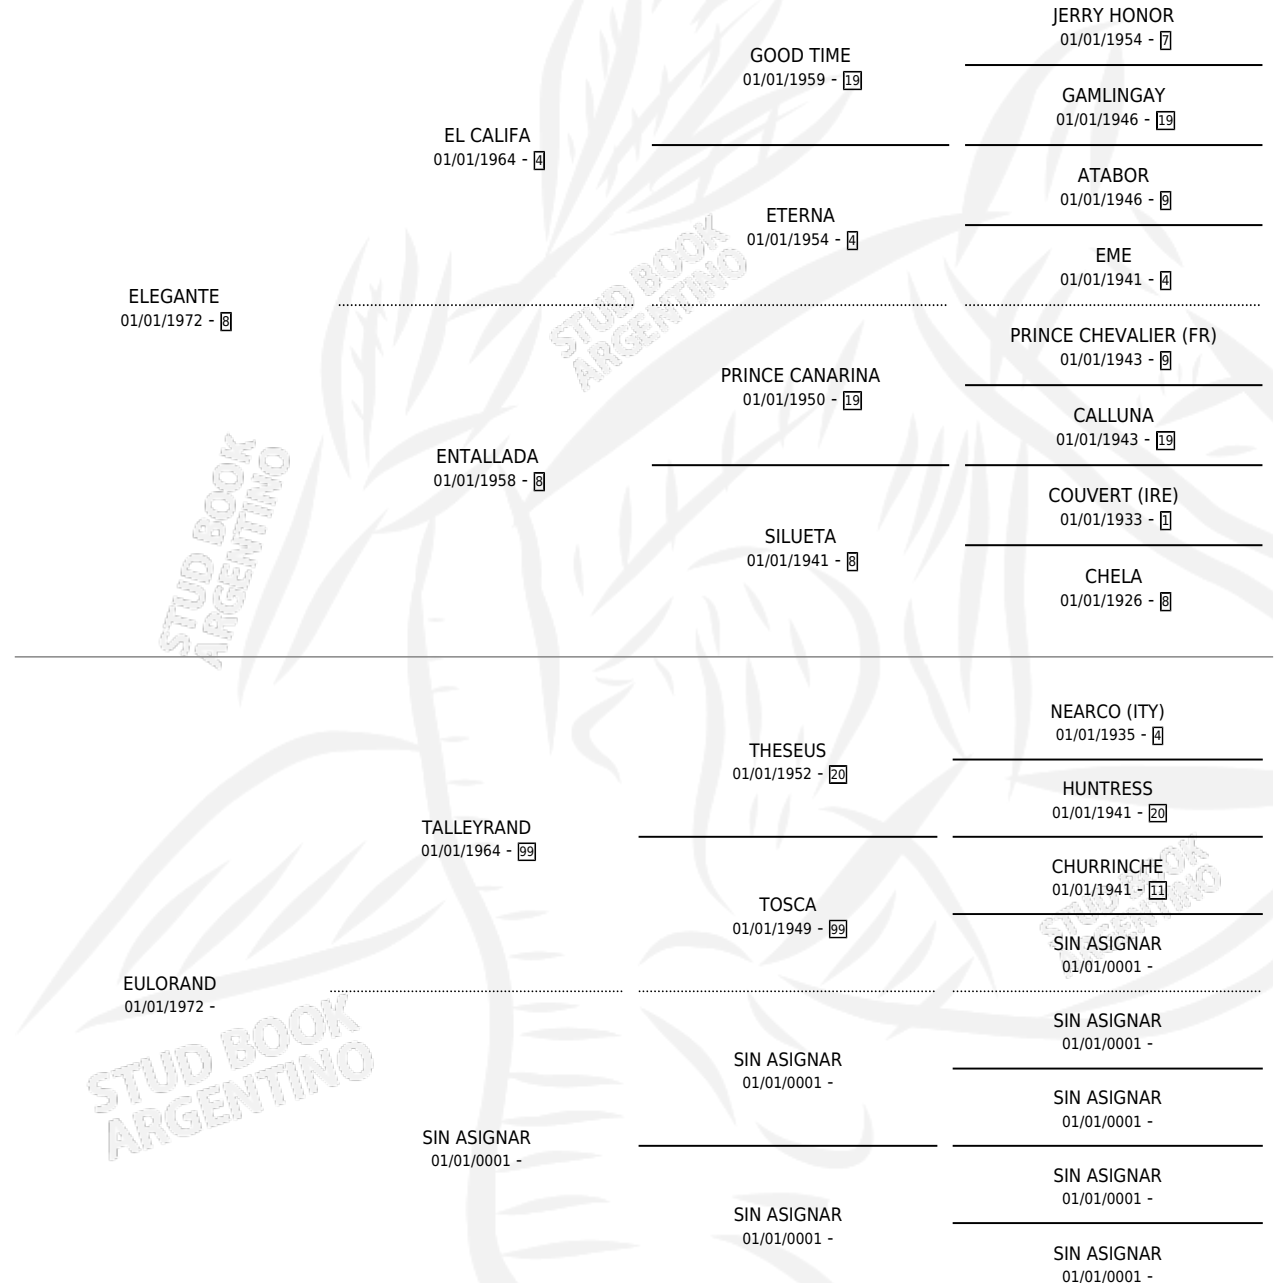 JERRY HONOR
01/01/1954 - 7
GOOD TIME
01/01/1959 - 19
GAMLINGAY
01/01/1946 - 19
EL CALIFA
01/01/1964 - 4
ATABOR
01/01/1946 - 9
ETERNA
01/01/1954 - 4
EME
01/01/1941 - 4
ELEGANTE
01/01/1972 - 8
PRINCE CHEVALIER (FR)
01/01/1943 - 9
PRINCE CANARINA
01/01/1950 - 19
CALLUNA
01/01/1943 - 19
ENTALLADA
01/01/1958 - 8
COUVERT (IRE)
01/01/1933 - 1
SILUETA
01/01/1941 - 8
CHELA
01/01/1926 - 8
STUD BOOK
ARGENTINO
STUD BOOK
ARGENTINO
NEARCO (ITY)
01/01/1935 - 4
THESEUS
01/01/1952 - 20
HUNTRESS
01/01/1941 - 20
TALLEYRAND
01/01/1964 - 99
CHURRINCHE
01/01/1941 - 11
TOSCA
01/01/1949 - 99
SIN ASIGNAR
01/01/0001 -
EULORAND
01/01/1972 -
SIN ASIGNAR
01/01/0001 -
SIN ASIGNAR
01/01/0001 -
SIN ASIGNAR
01/01/0001 -
SIN ASIGNAR
01/01/0001 -
SIN ASIGNAR
01/01/0001 -
SIN ASIGNAR
01/01/0001 -
SIN ASIGNAR
01/01/0001 -
STUD BOOK
ARGENTINO
STUD BOOK
ARGENTINO